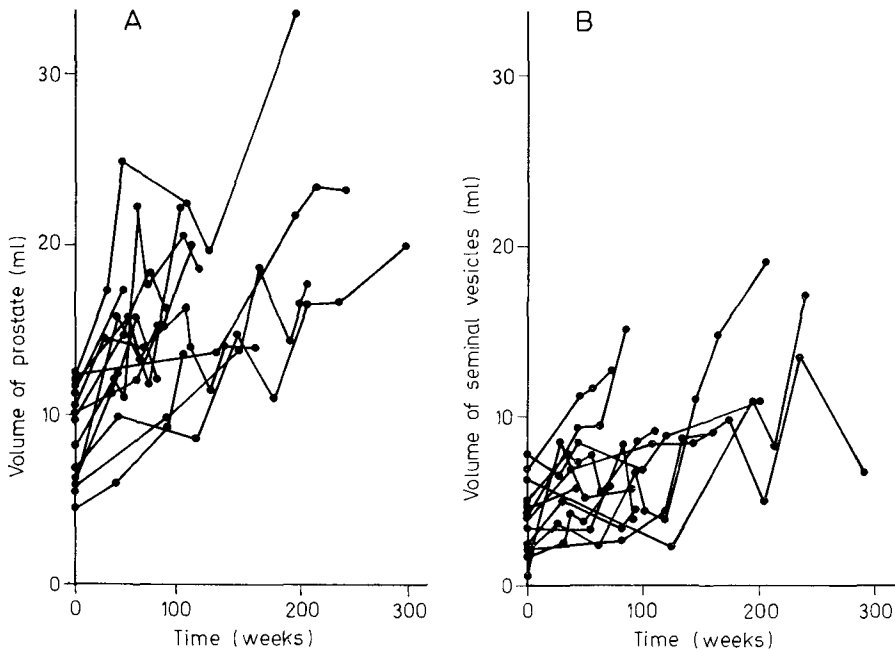 A
30
20
10
0
Volume of prostate (ml)
0 100 200 300
Time (weeks)
B
30
20
10
0
Volume of seminal vesicles (ml)
0 100 200 300
Time (weeks)